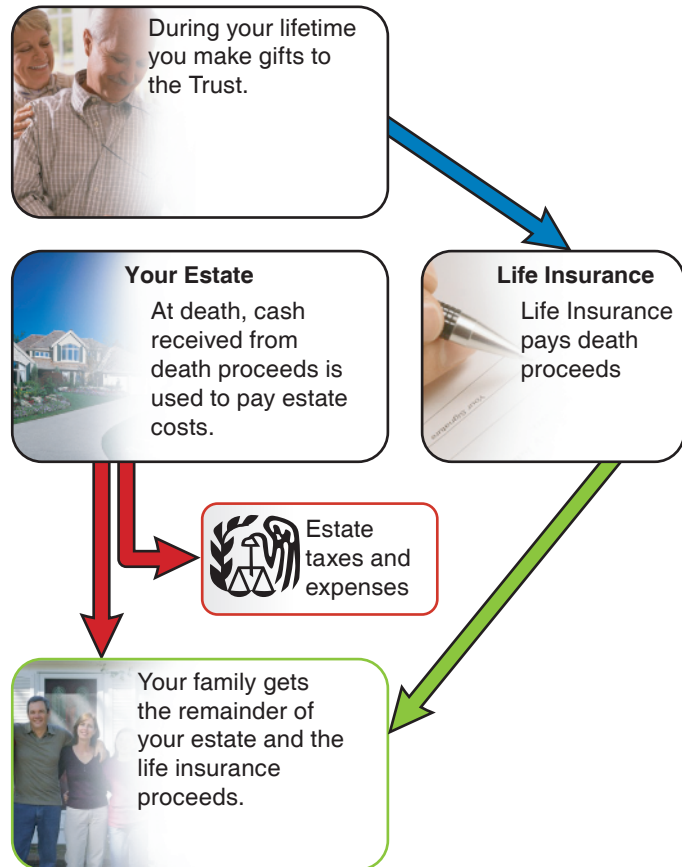 During your lifetime
you make gifts to
the Trust.
Your Estate
At death, cash
received from
death proceeds is
used to pay estate
costs.
Life Insurance
Life Insurance
pays death
proceeds
Your Signature
Estate
taxes and
expenses
Your family gets
the remainder of
your estate and the
life insurance
proceeds.